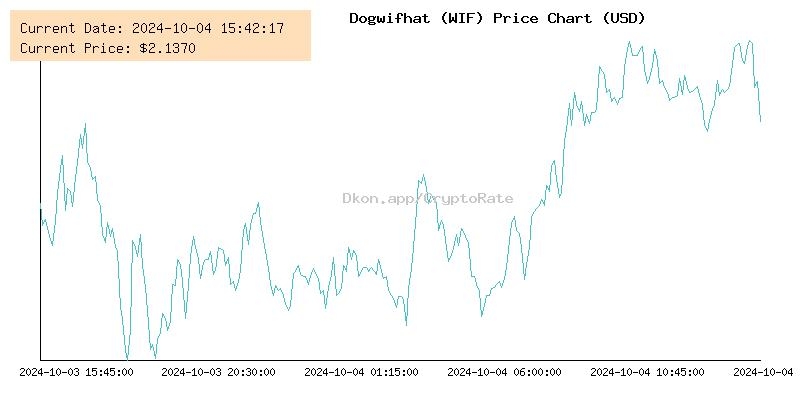 Dogwifhat (WIF) Price Chart (USD)
Current Date: 2024-10-04 15:42:17
Current Price: $2.1370
Dkon.app/CryptoRate
2024-10-03 15:45:00 2024-10-03 20:30:00 2024-10-04 01:15:00 2024-10-04 06:00:00 2024-10-04 10:45:00 2024-10-04